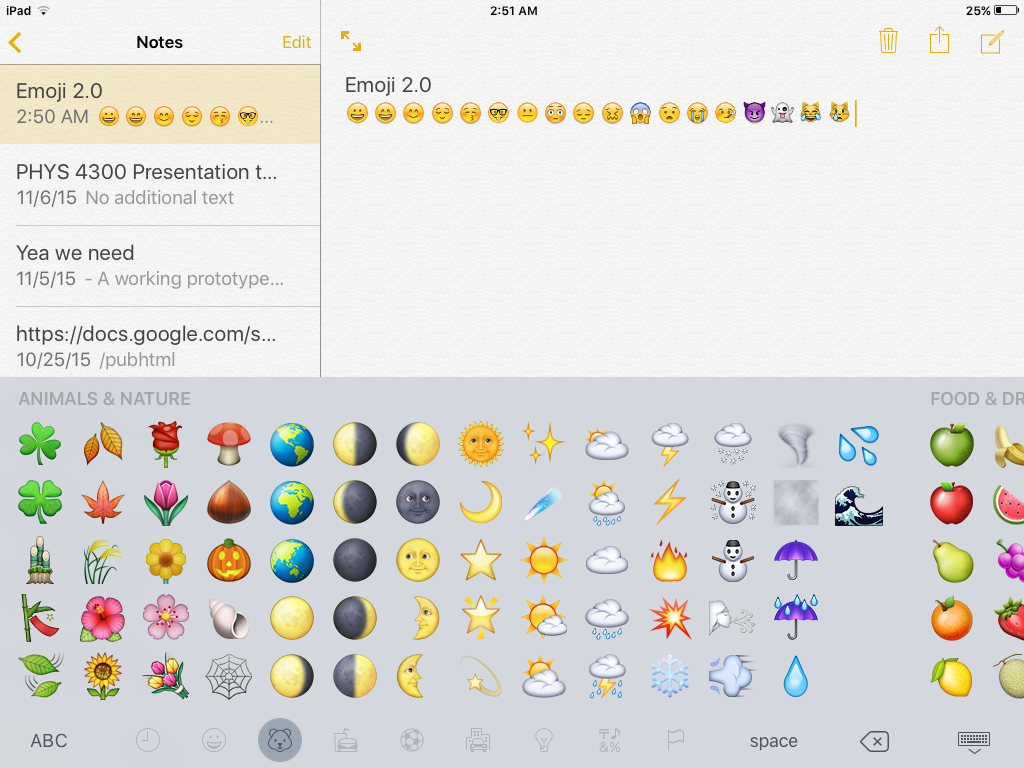 iPad 2:51 AM 25%
Notes Edit
Emoji 2.0
2:50 AM 😀😄😊😌😚🤓...
PHYS 4300 Presentation t...
11/6/15 No additional text
Yea we need
11/5/15 - A working prototype...
https://docs.google.com/s...
10/25/15 /pubhtml
Emoji 2.0
😀😄😊😌😚🤓😐😳😔😖😱😧😭🤒😈👻😹😿
ANIMALS & NATURE FOOD & DR
ABC space